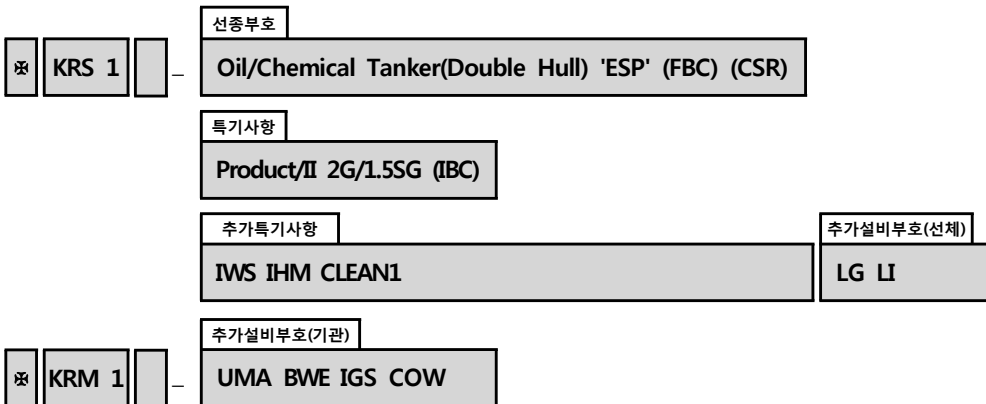 선종부호
✠ KRS 1 – Oil/Chemical Tanker(Double Hull) 'ESP' (FBC) (CSR)
특기사항
Product/II 2G/1.5SG (IBC)
추가특기사항 추가설비부호(선체)
IWS IHM CLEAN1 LG LI
추가설비부호(기관)
✠ KRM 1 – UMA BWE IGS COW